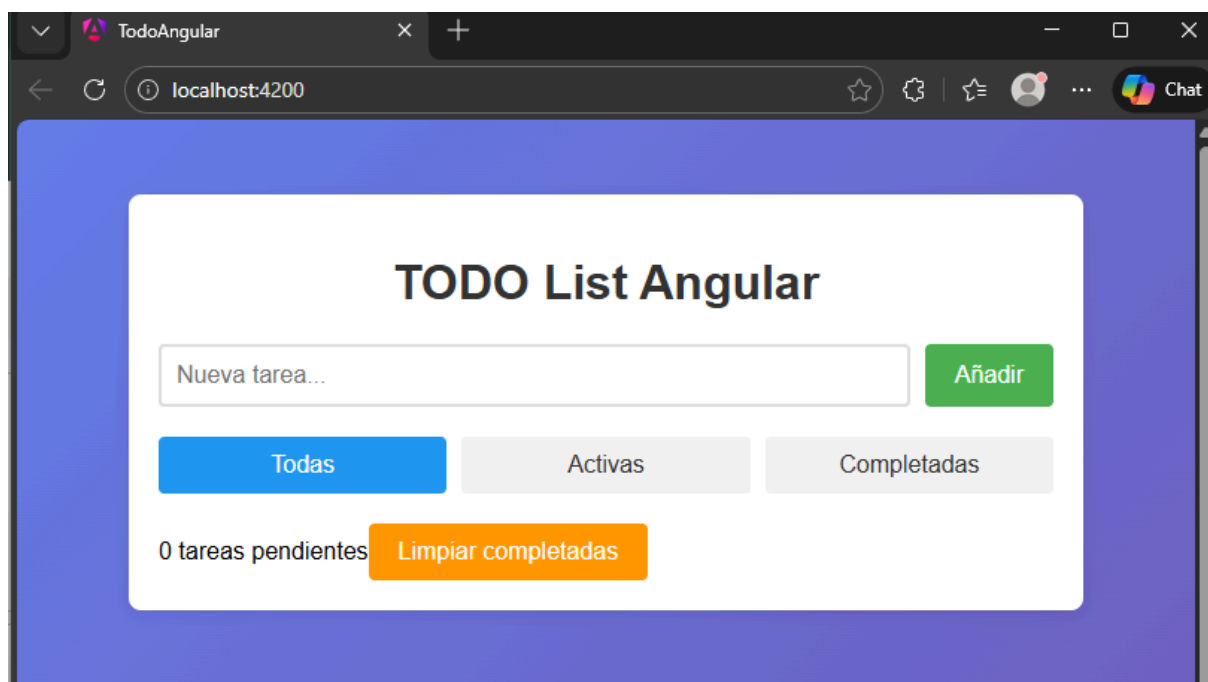 TodoAngular
localhost:4200
Chat
TODO List Angular
Nueva tarea...
Añadir
Todas
Activas
Completadas
0 tareas pendientes
Limpiar completadas